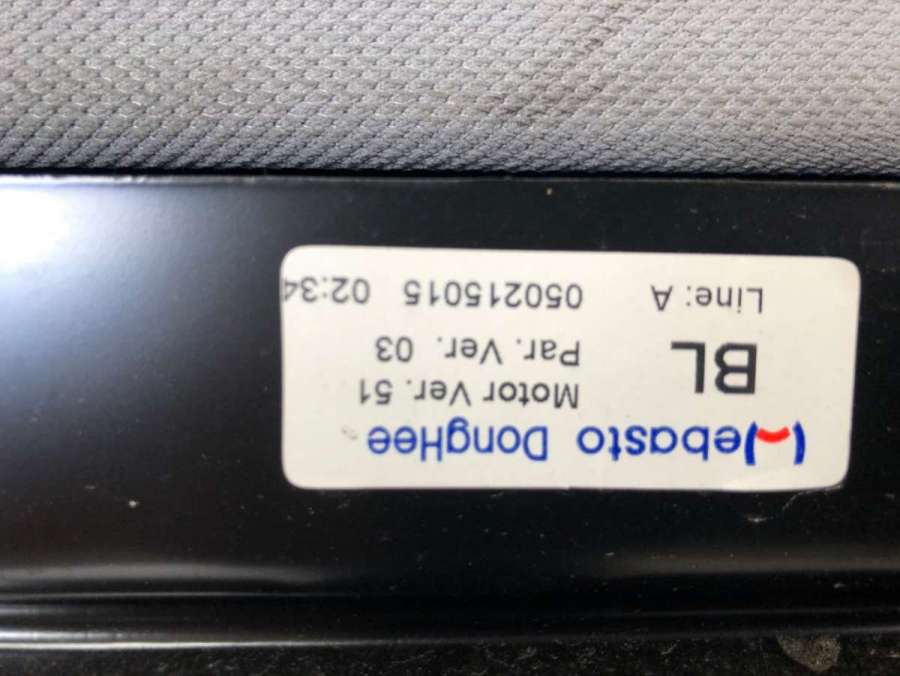 Webasto DongHee
BL Motor Ver. 51
Par. Ver. 03
Line: A 050215015 02:34